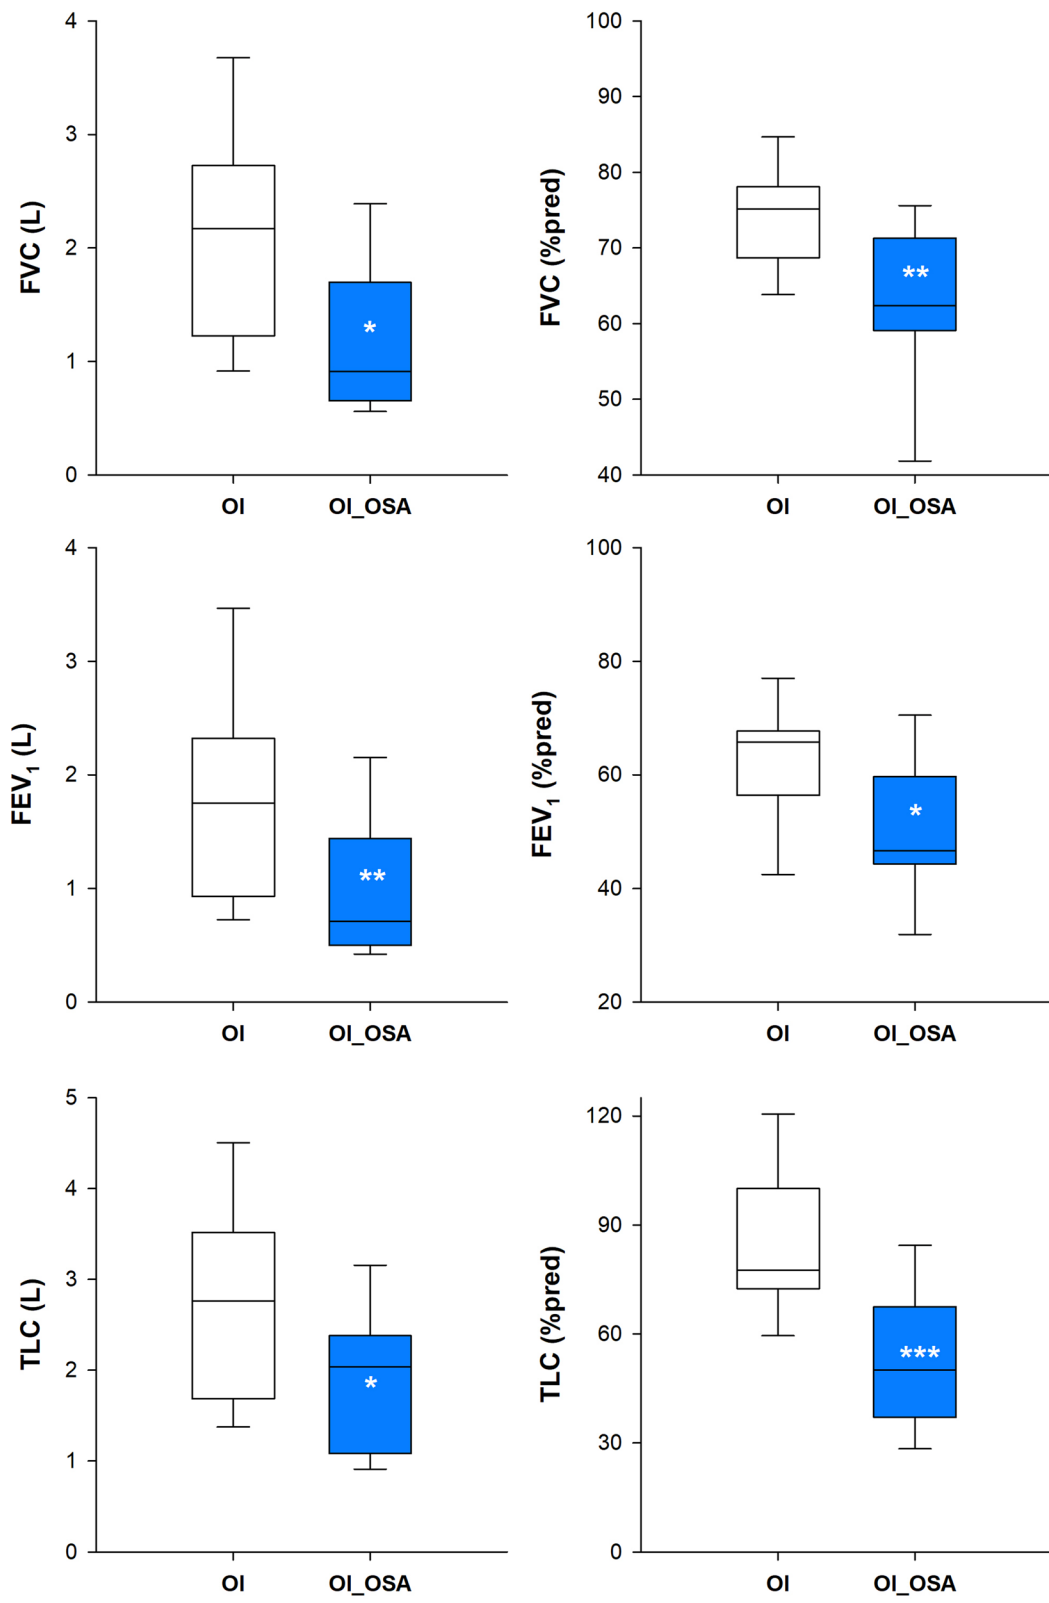 4
3
2
1
0
FVC (L)
*
OI
OI_OSA
100
90
80
70
60
50
40
FVC (%pred)
**
OI
OI_OSA
4
3
2
1
0
FEV₁ (L)
**
OI
OI_OSA
100
80
60
40
20
FEV₁ (%pred)
*
OI
OI_OSA
5
4
3
2
1
0
TLC (L)
*
OI
OI_OSA
120
90
60
30
0
TLC (%pred)
***
OI
OI_OSA